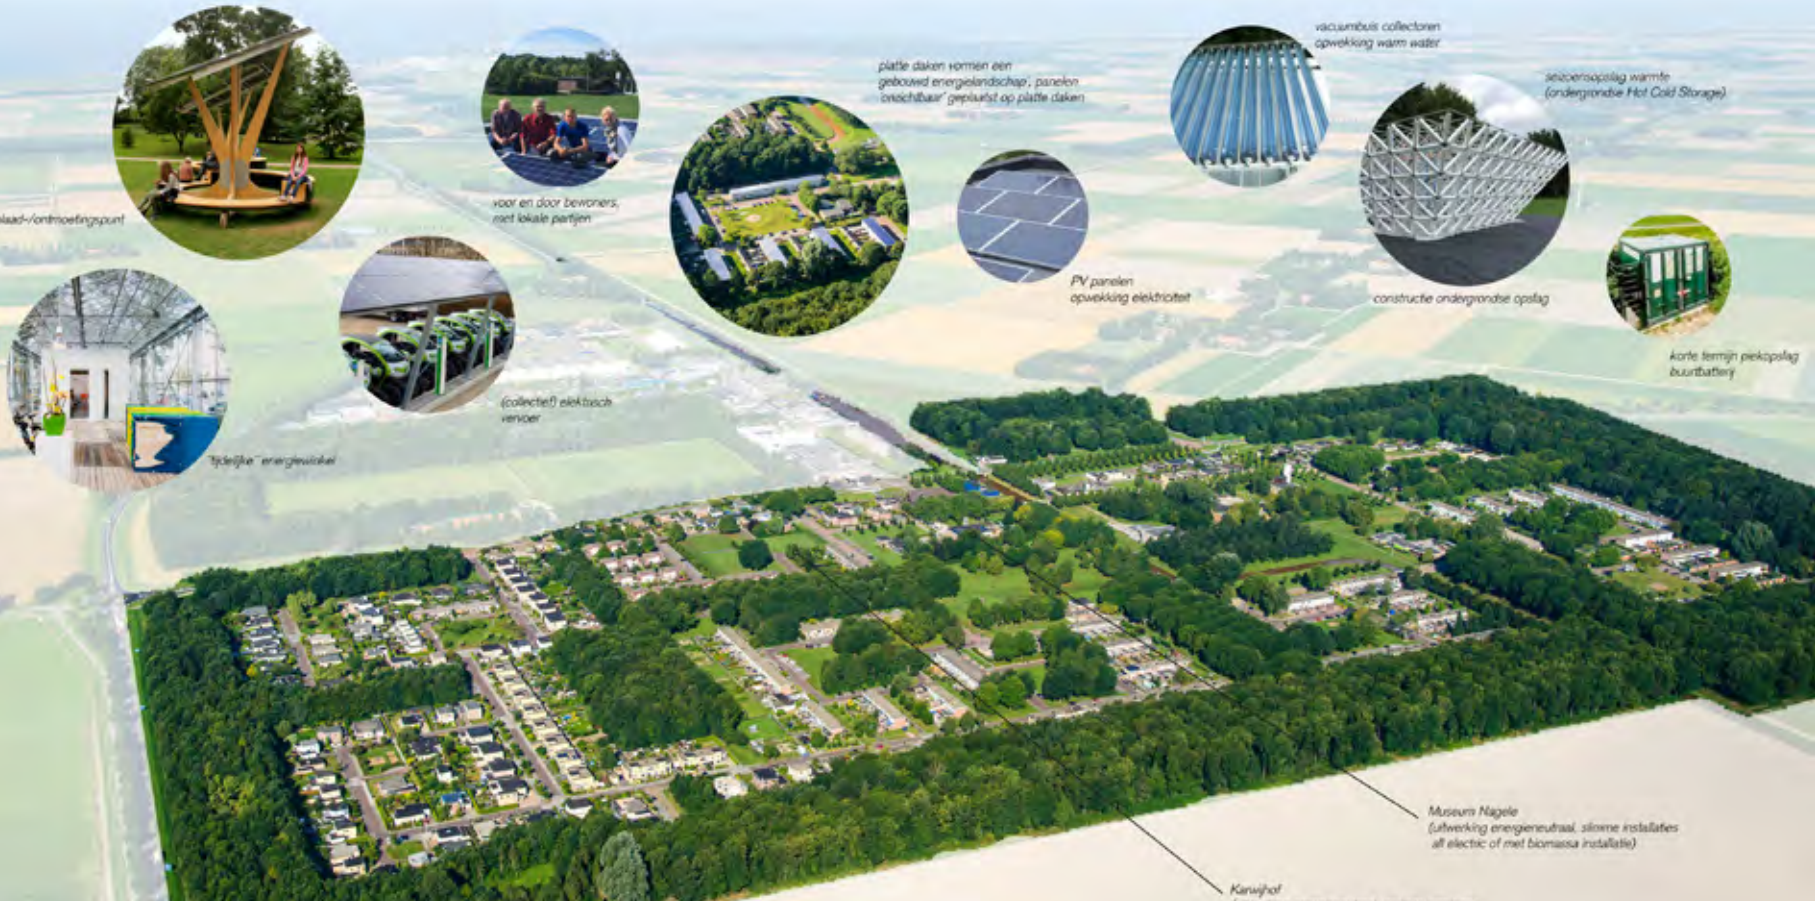 vacuumbuis collectoren
opwekking warm water
platte daken vormen een
gebouwd energielandschap', panelen
'onzichtbaar' geplaatst op platte daken
seizoensopslag warmte
(ondergrondse Hot Cold Storage)
laad-/ontmoetingspunt
voor en door bewoners,
met lokale partijen
PV panelen
opwekking elektriciteit
constructie ondergrondse opslag
korte termijn piekopslag
buurtbatterij
(collectief) elektrisch
vervoer
"tijdelijke" energiewinkel
Museum Nagele
(uitwerking energieneutraal, slimme installaties
all electric of met biomassa installatie)
Karwijhof